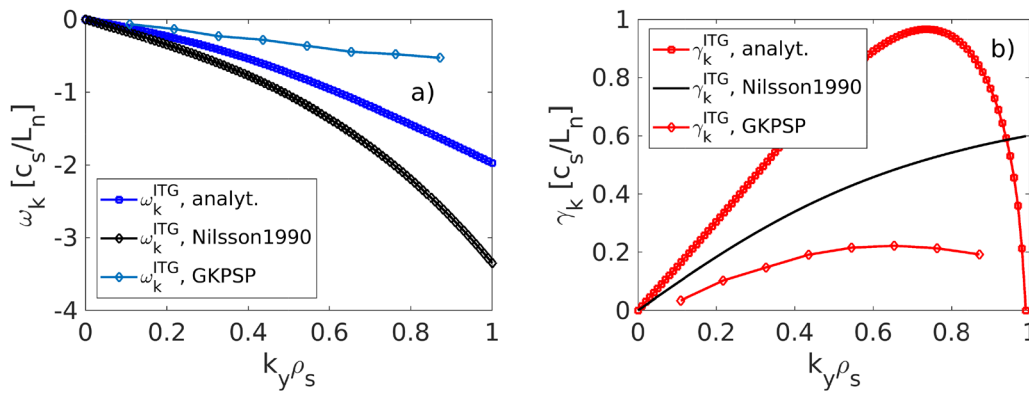 0
-1
-2
-3
-4
ω_k [c_s/L_n]
a)
ω_k^ITG, analyt.
ω_k^ITG, Nilsson1990
ω_k^ITG, GKPSP
0 0.2 0.4 0.6 0.8 1
k_yρ_s
1
0.8
0.6
0.4
0.2
0
γ_k [c_s/L_n]
b)
γ_k^ITG, analyt.
γ_k^ITG, Nilsson1990
γ_k^ITG, GKPSP
0 0.2 0.4 0.6 0.8 1
k_yρ_s